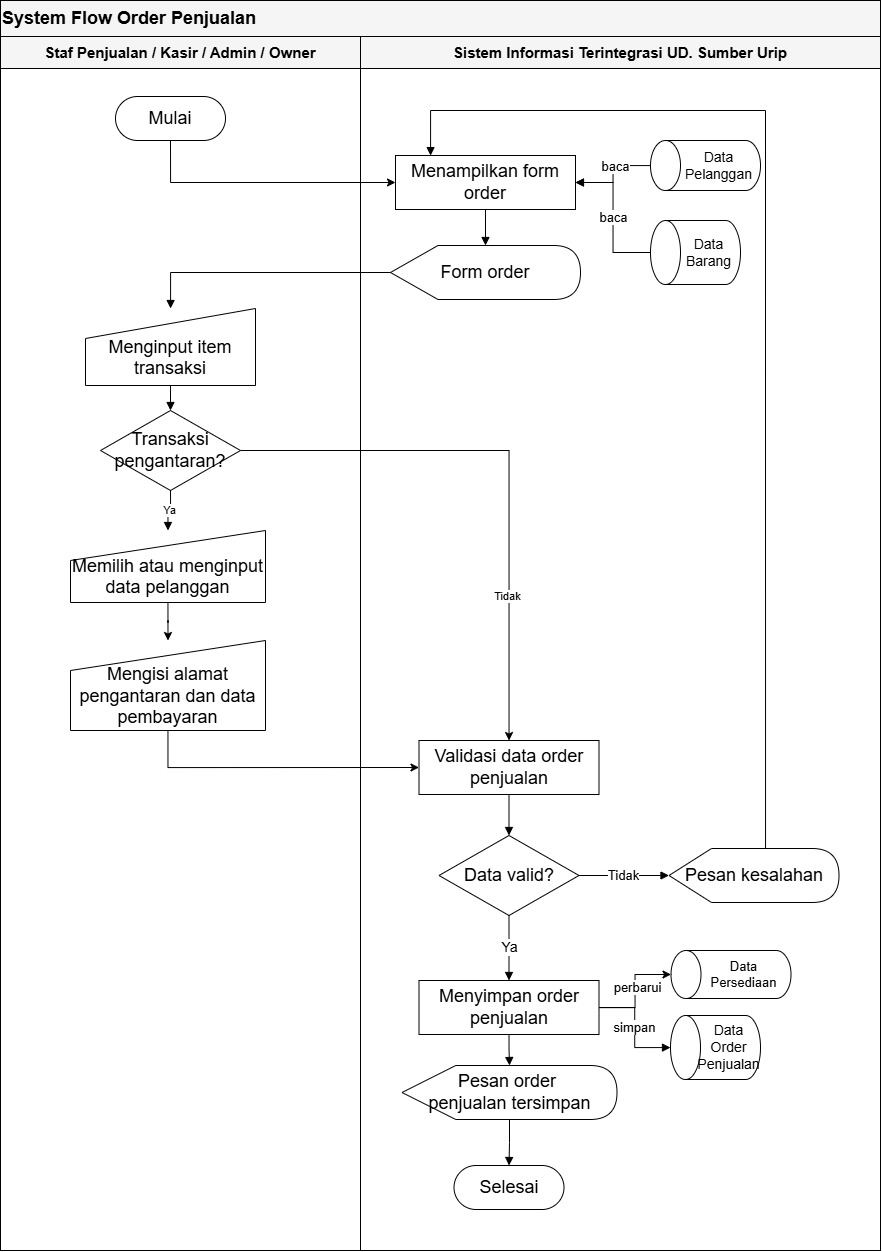 System Flow Order Penjualan
Staf Penjualan / Kasir / Admin / Owner
Sistem Informasi Terintegrasi UD. Sumber Urip
Mulai
Menampilkan form
order
baca
Data
Pelanggan
baca
Data
Barang
Form order
Menginput item
transaksi
Transaksi
pengantaran?
Ya
Memilih atau menginput
data pelanggan
Tidak
Mengisi alamat
pengantaran dan data
pembayaran
Validasi data order
penjualan
Data valid?
Tidak
Pesan kesalahan
Ya
Menyimpan order
penjualan
perbarui
Data
Persediaan
simpan
Data
Order
Penjualan
Pesan order
penjualan tersimpan
Selesai